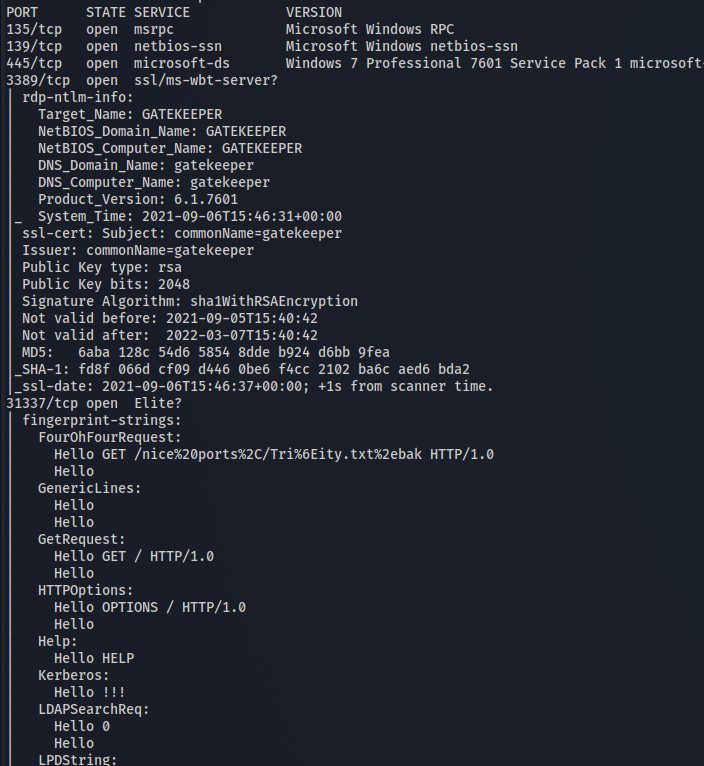 PORT     STATE SERVICE            VERSION
135/tcp   open  msrpc              Microsoft Windows RPC
139/tcp   open  netbios-ssn        Microsoft Windows netbios-ssn
445/tcp   open  microsoft-ds       Windows 7 Professional 7601 Service Pack 1 microsoft-
3389/tcp  open  ssl/ms-wbt-server?
| rdp-ntlm-info:
|   Target_Name: GATEKEEPER
|   NetBIOS_Domain_Name: GATEKEEPER
|   NetBIOS_Computer_Name: GATEKEEPER
|   DNS_Domain_Name: gatekeeper
|   DNS_Computer_Name: gatekeeper
|   Product_Version: 6.1.7601
|_  System_Time: 2021-09-06T15:46:31+00:00
| ssl-cert: Subject: commonName=gatekeeper
| Issuer: commonName=gatekeeper
| Public Key type: rsa
| Public Key bits: 2048
| Signature Algorithm: sha1WithRSAEncryption
| Not valid before: 2021-09-05T15:40:42
| Not valid after:  2022-03-07T15:40:42
| MD5:   6aba 128c 54d6 5854 8dde b924 d6bb 9fea
|_SHA-1: fd8f 066d cf09 d446 0be6 f4cc 2102 ba6c aed6 bda2
|_ssl-date: 2021-09-06T15:46:37+00:00; +1s from scanner time.
31337/tcp open  Elite?
| fingerprint-strings:
|   FourOhFourRequest:
|     Hello GET /nice%20ports%2C/Tri%6Eity.txt%2ebak HTTP/1.0
|     Hello
|   GenericLines:
|     Hello
|     Hello
|   GetRequest:
|     Hello GET / HTTP/1.0
|     Hello
|   HTTPOptions:
|     Hello OPTIONS / HTTP/1.0
|     Hello
|   Help:
|     Hello HELP
|   Kerberos:
|     Hello !!!
|   LDAPSearchReq:
|     Hello 0
|     Hello
|   LPDString: